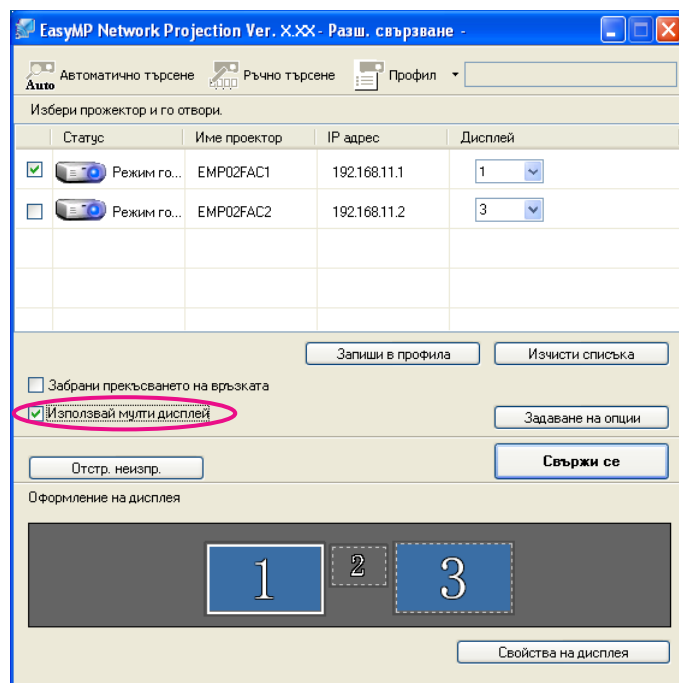 EasyMP Network Projection Ver. X.XX - Разш. свързване -
Auto Автоматично търсене Ръчно търсене Профил
Избери прожектор и го отвори.
Статус Име проектор IP адрес Дисплей
Режим го... EMP02FAC1 192.168.11.1 1
Режим го... EMP02FAC2 192.168.11.2 3
Запиши в профила Изчисти списъка
Забрани прекъсването на връзката
Използвай мулти дисплей
Задаване на опции
Отстр. неизпр. Свържи се
Оформление на дисплея
1 2 3
Свойства на дисплея